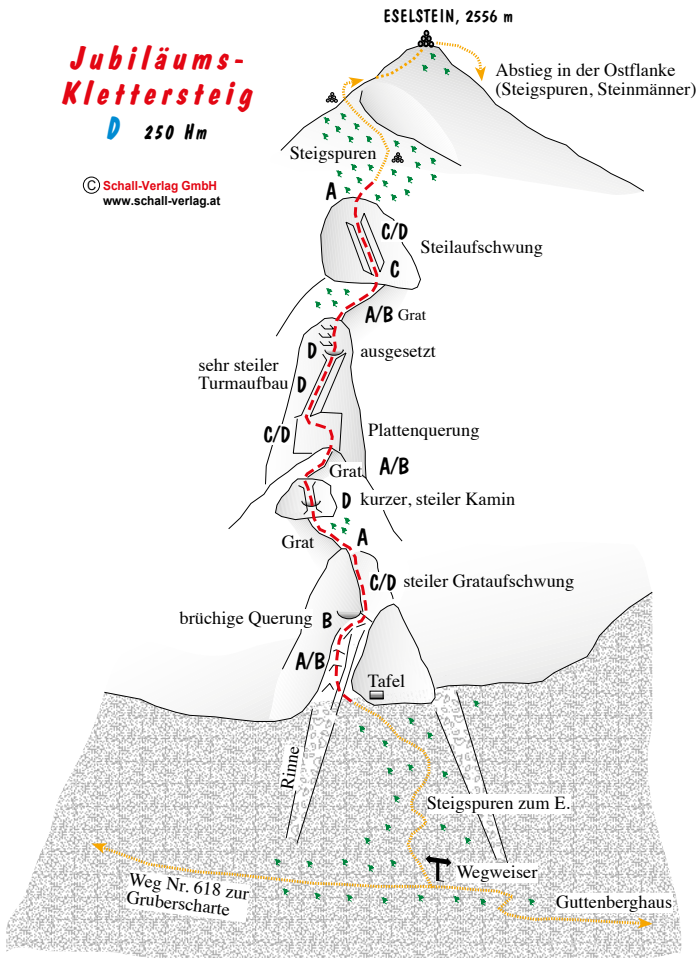 ESELSTEIN, 2556 m
Jubiläums-
Klettersteig
D 250 Hm
Abstieg in der Ostflanke
(Steigspuren, Steinmänner)
© Schall-Verlag GmbH
www.schall-verlag.at
Steigspuren
A
C/D
Steilaufschwung
C
A/B Grat
D
ausgesetzt
sehr steiler
Turmaufbau
D
C/D
Plattenquerung
Grat
A/B
D
kurzer, steiler Kamin
Grat
A
C/D steiler Grataufschwung
brüchige Querung B
A/B
Tafel
Rinne
Steigspuren zum E.
Wegweiser
Weg Nr. 618 zur
Gruberscharte
Guttenberghaus